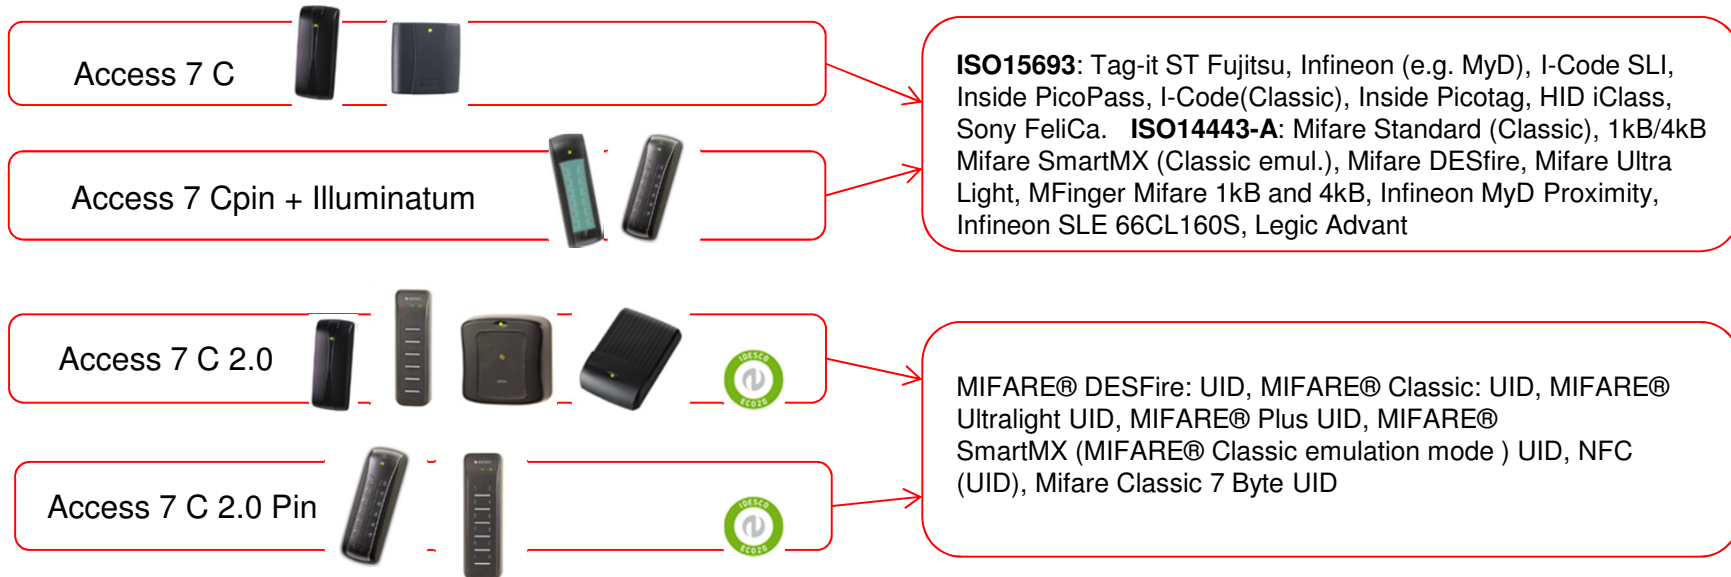 Access 7 C
ISO15693: Tag-it ST Fujitsu, Infineon (e.g. MyD), I-Code SLI,
Inside PicoPass, I-Code(Classic), Inside Picotag, HID iClass,
Sony FeliCa. ISO14443-A: Mifare Standard (Classic), 1kB/4kB
Mifare SmartMX (Classic emul.), Mifare DESfire, Mifare Ultra
Light, MFinger Mifare 1kB and 4kB, Infineon MyD Proximity,
Infineon SLE 66CL160S, Legic Advant
Access 7 Cpin + Illuminatum
Access 7 C 2.0
IDESCO
ECO20
MIFARE® DESFire: UID, MIFARE® Classic: UID, MIFARE®
Ultralight UID, MIFARE® Plus UID, MIFARE®
SmartMX (MIFARE® Classic emulation mode ) UID, NFC
(UID), Mifare Classic 7 Byte UID
Access 7 C 2.0 Pin
IDESCO
ECO20